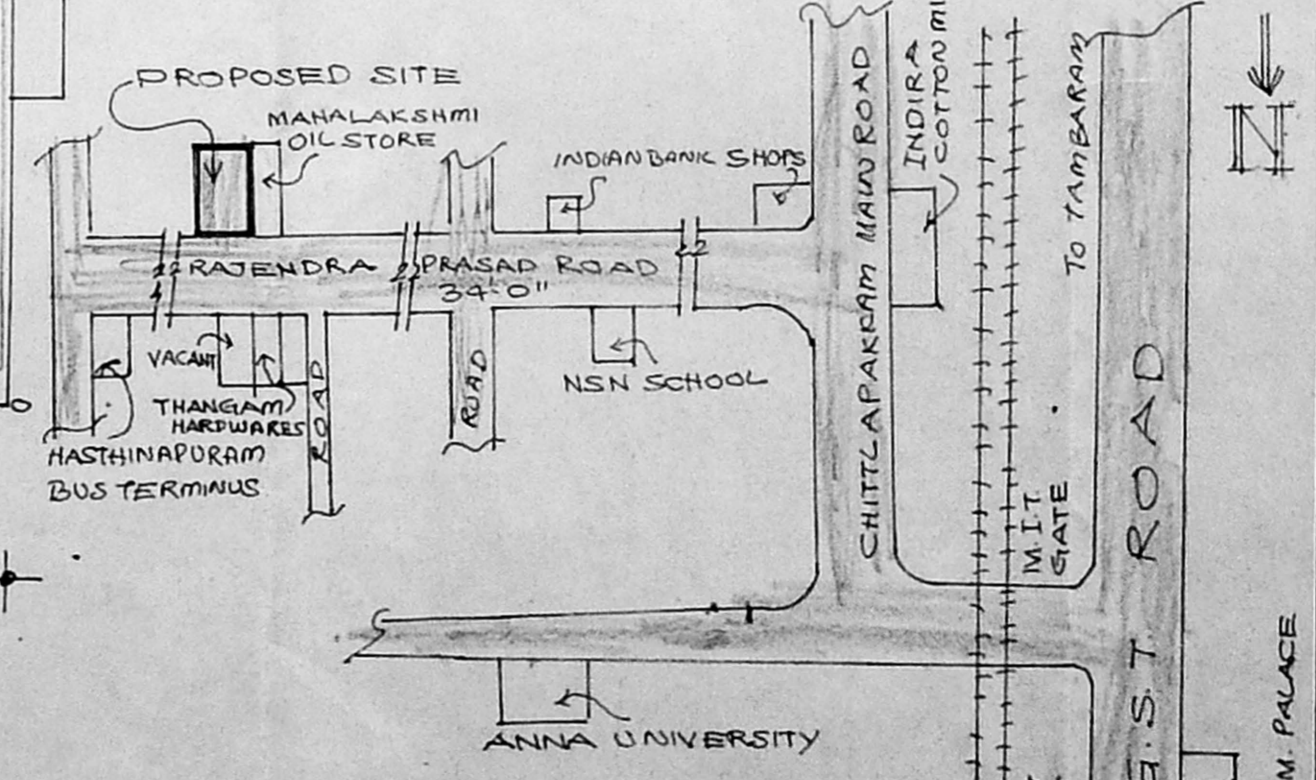 PROPOSED SITE
MAHALAKSHMI
OIL STORE
INDIAN BANK SHOPS
INDIRA
COTTON MI
CHITTLAPAKRAM MAIN ROAD
TO TAMBARAM
N
RAJENDRA PRASAD ROAD
34'-0"
VACANT
THANGAM
HARDWARES
HASTHINAPURAM
BUS TERMINUS
ROAD
ROAD
NSN SCHOOL
M.I.T.
GATE
G.S.T ROAD
M. PALACE
ANNA UNIVERSITY